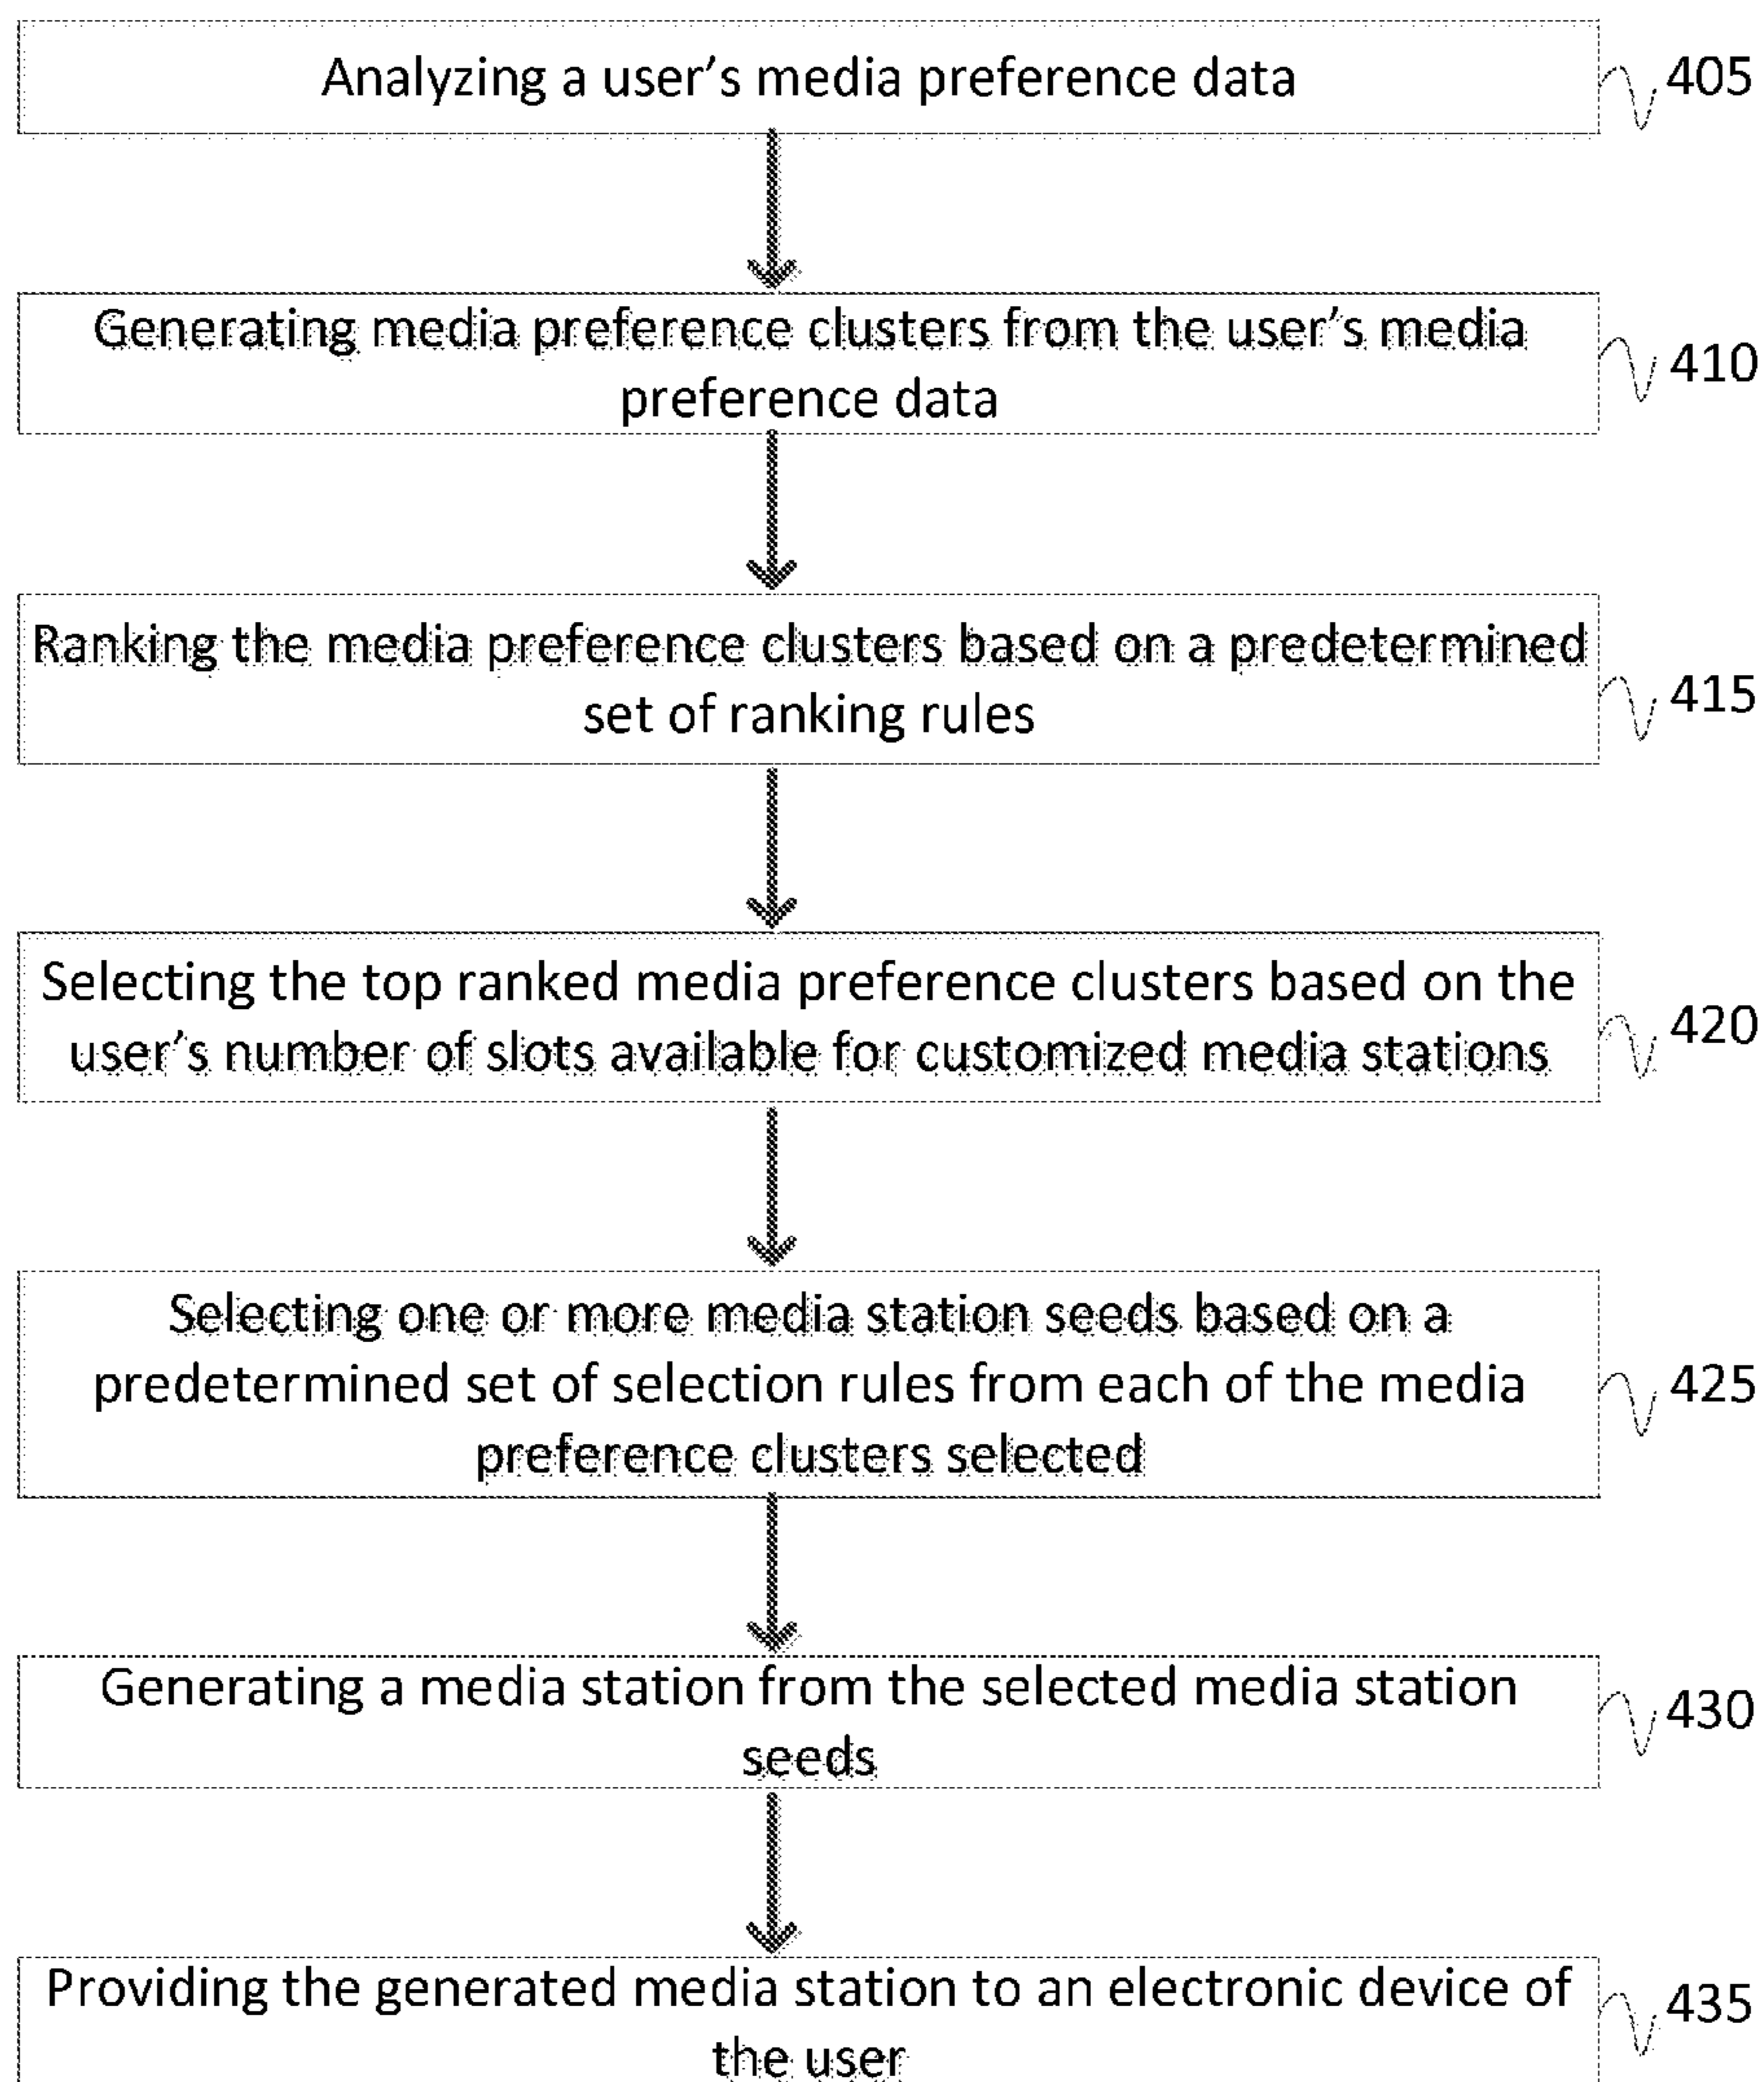 Analyzing a user's media preference data
405
Generating media preference clusters from the user's media
preference data
410
Ranking the media preference clusters based on a predetermined
set of ranking rules
415
Selecting the top ranked media preference clusters based on the
user's number of slots available for customized media stations
420
Selecting one or more media station seeds based on a
predetermined set of selection rules from each of the media
preference clusters selected
425
Generating a media station from the selected media station
seeds
430
Providing the generated media station to an electronic device of
the user
435